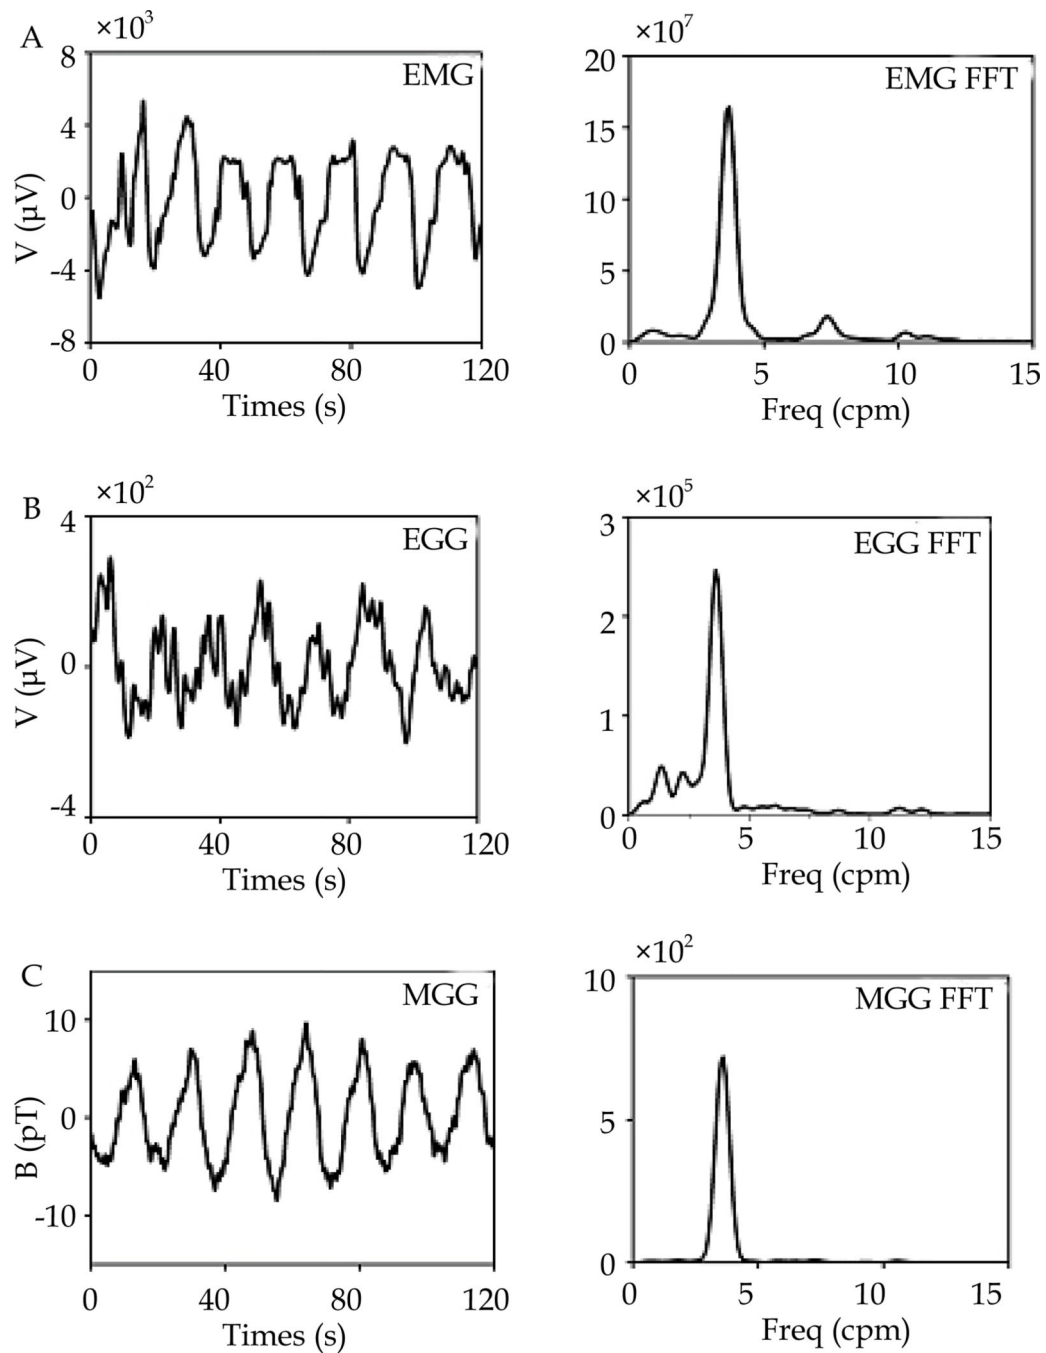 A
×10³
8
4
0
-4
-8
V (μV)
EMG
0 40 80 120
Times (s)
×10⁷
20
15
10
5
0
EMG FFT
0 5 10 15
Freq (cpm)
B
×10²
4
0
-4
V (μV)
EGG
0 40 80 120
Times (s)
×10⁵
3
2
1
0
EGG FFT
0 5 10 15
Freq (cpm)
C
10
0
-10
B (pT)
MGG
0 40 80 120
Times (s)
×10²
10
5
0
MGG FFT
0 5 10 15
Freq (cpm)